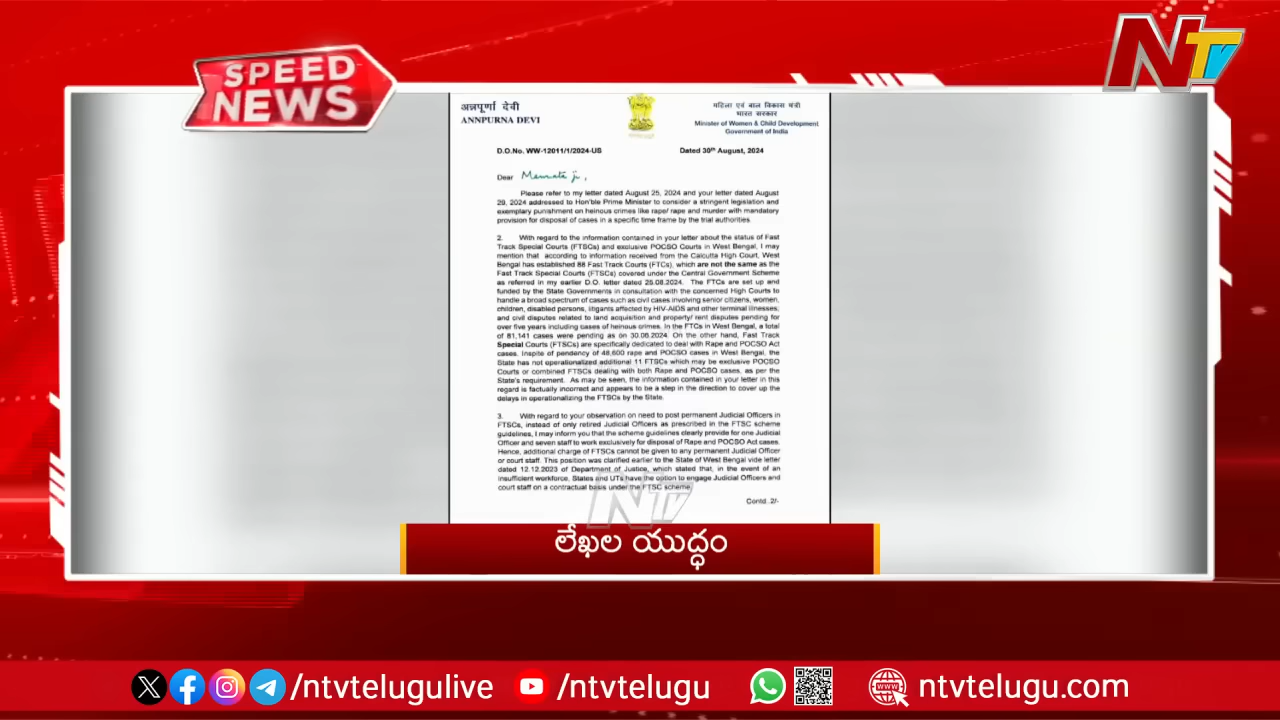 SPEED
NEWS
NTV
अन्नपूर्णा देवी
ANNPURNA DEVI
महिला एवं बाल विकास मंत्री
भारत सरकार
Minister of Women & Child Development
Government of India
D.O.No. WW-12011/1/2024-US
Dated 30th August, 2024
Dear Mamata ji,
Please refer to my letter dated August 25, 2024 and your letter dated August
29, 2024 addressed to Hon'ble Prime Minister to consider a stringent legislation and
exemplary punishment on heinous crimes like rape/ rape and murder with mandatory
provision for disposal of cases in a specific time frame by the trial authorities.
2. With regard to the information contained in your letter about the status of Fast
Track Special Courts (FTSCs) and exclusive POCSO Courts in West Bengal, I may
mention that according to information received from the Calcutta High Court, West
Bengal has established 88 Fast Track Courts (FTCs), which are not the same as the
Fast Track Special Courts (FTSCs) covered under the Central Government Scheme
as referred in my earlier D.O. letter dated 25.08.2024. The FTCs are set up and
funded by the State Governments in consultation with the concerned High Courts to
handle a broad spectrum of cases such as civil cases involving senior citizens, women,
children, disabled persons, litigants affected by HIV-AIDS and other terminal illnesses;
and civil disputes related to land acquisition and property/ rent disputes pending for
over five years including cases of heinous crimes. In the FTCs in West Bengal, a total
of 81,141 cases were pending as on 30.06.2024. On the other hand, Fast Track
Special Courts (FTSCs) are specifically dedicated to deal with Rape and POCSO Act
cases. Inspite of pendency of 48,600 rape and POCSO cases in West Bengal, the
State has not operationalized additional 11 FTSCs which may be exclusive POCSO
Courts or combined FTSCs dealing with both Rape and POCSO cases, as per the
State's requirement. As may be seen, the information contained in your letter in this
regard is factually incorrect and appears to be a step in the direction to cover up the
delays in operationalizing the FTSCs by the State.
3. With regard to your observation on need to post permanent Judicial Officers in
FTSCs, instead of only retired Judicial Officers as prescribed in the FTSC scheme
guidelines, I may inform you that the scheme guidelines clearly provide for one Judicial
Officer and seven staff to work exclusively for disposal of Rape and POCSO Act cases.
Hence, additional charge of FTSCs cannot be given to any permanent Judicial Officer
or court staff. This position was clarified earlier to the State of West Bengal vide letter
dated 12.12.2023 of Department of Justice, which stated that, in the event of an
insufficient workforce, States and UTs have the option to engage Judicial Officers and
court staff on a contractual basis under the FTSC scheme.
Contd..2/-
NTV
లేఖల యుద్ధం
/ntvtelugulive
/ntvtelugu
WWW
ntvtelugu.com